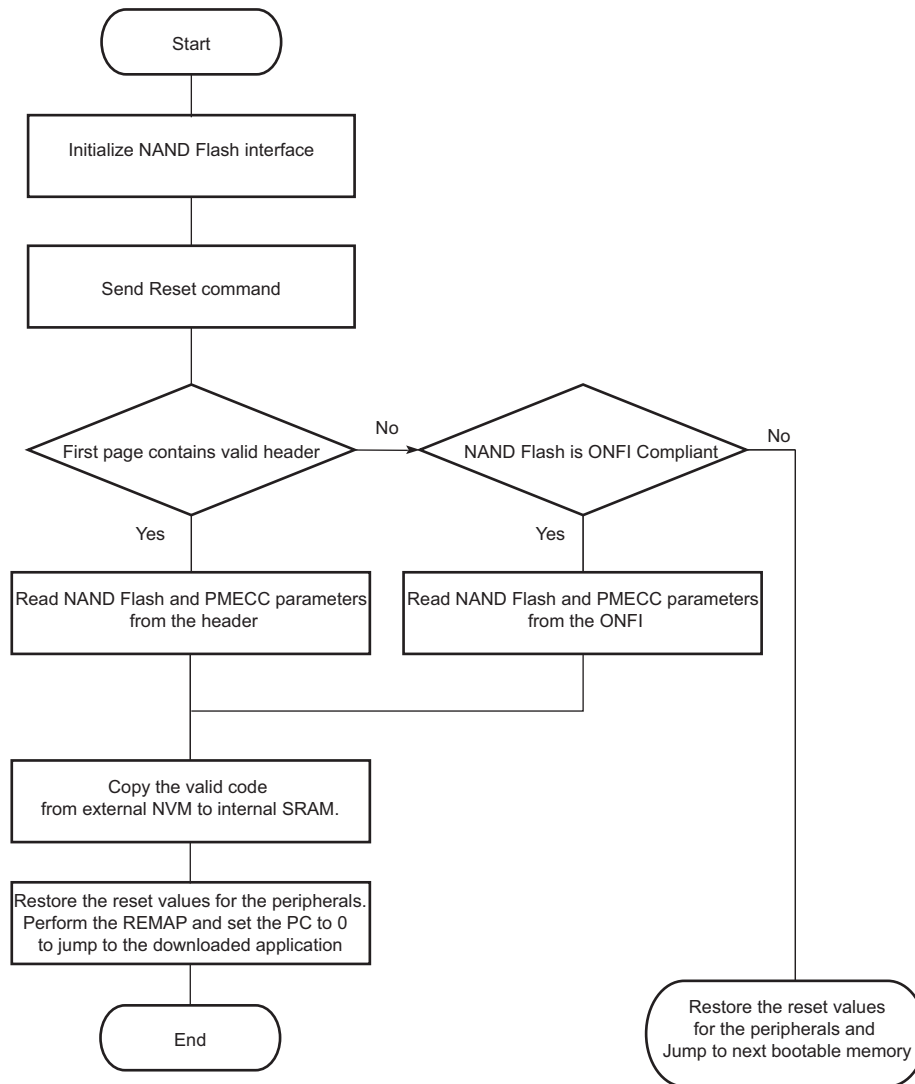 Start
Initialize NAND Flash interface
Send Reset command
First page contains valid header
No
NAND Flash is ONFI Compliant
No
Yes
Yes
Read NAND Flash and PMECC parameters
from the header
Read NAND Flash and PMECC parameters
from the ONFI
Copy the valid code
from external NVM to internal SRAM.
Restore the reset values for the peripherals.
Perform the REMAP and set the PC to 0
to jump to the downloaded application
End
Restore the reset values
for the peripherals and
Jump to next bootable memory